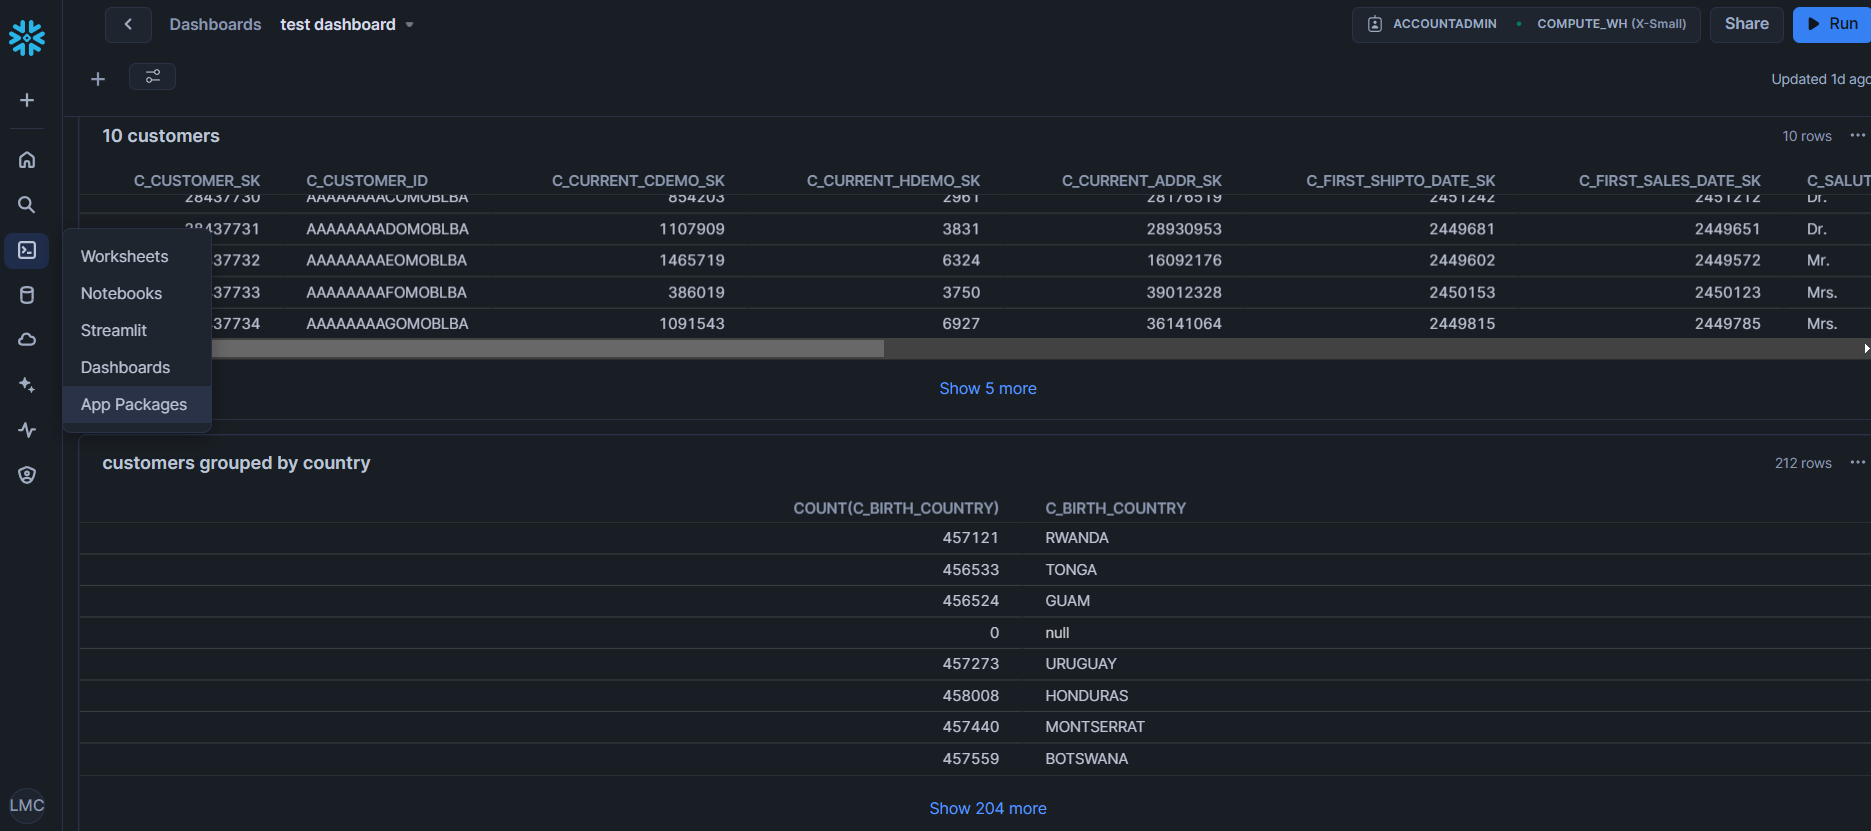 Dashboards test dashboard
ACCOUNTADMIN COMPUTE_WH (X-Small) Share Run
Updated 1d ago
10 customers 10 rows
C_CUSTOMER_SK C_CUSTOMER_ID C_CURRENT_CDEMO_SK C_CURRENT_HDEMO_SK C_CURRENT_ADDR_SK C_FIRST_SHIPTO_DATE_SK C_FIRST_SALES_DATE_SK C_SALUT
28437730 AAAAAAAACOMOBLBA 854203 2961 28176519 2451242 2451212 Dr.
28437731 AAAAAAAADOMOBLBA 1107909 3831 28930953 2449681 2449651 Dr.
37732 AAAAAAAAEOMOBLBA 1465719 6324 16092176 2449602 2449572 Mr.
37733 AAAAAAAAFOMOBLBA 386019 3750 39012328 2450153 2450123 Mrs.
37734 AAAAAAAAGOMOBLBA 1091543 6927 36141064 2449815 2449785 Mrs.
Show 5 more
Worksheets
Notebooks
Streamlit
Dashboards
App Packages
customers grouped by country 212 rows
COUNT(C_BIRTH_COUNTRY) C_BIRTH_COUNTRY
457121 RWANDA
456533 TONGA
456524 GUAM
0 null
457273 URUGUAY
458008 HONDURAS
457440 MONTSERRAT
457559 BOTSWANA
Show 204 more
LMC